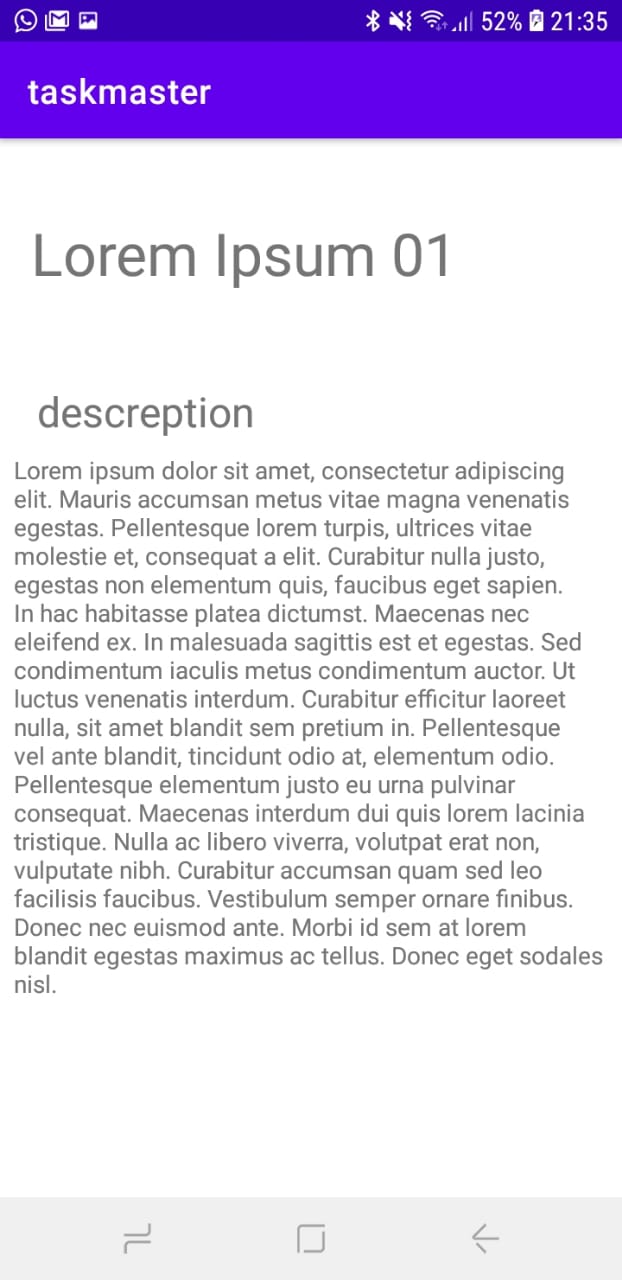 52% 21:35
taskmaster
Lorem Ipsum 01
descreption
Lorem ipsum dolor sit amet, consectetur adipiscing
elit. Mauris accumsan metus vitae magna venenatis
egestas. Pellentesque lorem turpis, ultrices vitae
molestie et, consequat a elit. Curabitur nulla justo,
egestas non elementum quis, faucibus eget sapien.
In hac habitasse platea dictumst. Maecenas nec
eleifend ex. In malesuada sagittis est et egestas. Sed
condimentum iaculis metus condimentum auctor. Ut
luctus venenatis interdum. Curabitur efficitur laoreet
nulla, sit amet blandit sem pretium in. Pellentesque
vel ante blandit, tincidunt odio at, elementum odio.
Pellentesque elementum justo eu urna pulvinar
consequat. Maecenas interdum dui quis lorem lacinia
tristique. Nulla ac libero viverra, volutpat erat non,
vulputate nibh. Curabitur accumsan quam sed leo
facilisis faucibus. Vestibulum semper ornare finibus.
Donec nec euismod ante. Morbi id sem at lorem
blandit egestas maximus ac tellus. Donec eget sodales
nisl.